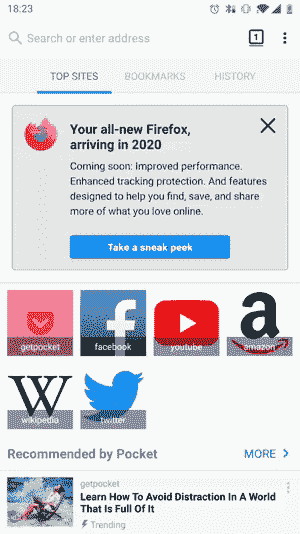 18:23
Search or enter address
1
TOP SITES
BOOKMARKS
HISTORY
Your all-new Firefox,
arriving in 2020
Coming soon: Improved performance.
Enhanced tracking protection. And features
designed to help you find, save, and share
more of what you love online.
Take a sneak peek
getpocket
facebook
youtube
amazon
wikipedia
twitter
Recommended by Pocket
MORE
getpocket
Learn How To Avoid Distraction In A World
That Is Full Of It
Trending